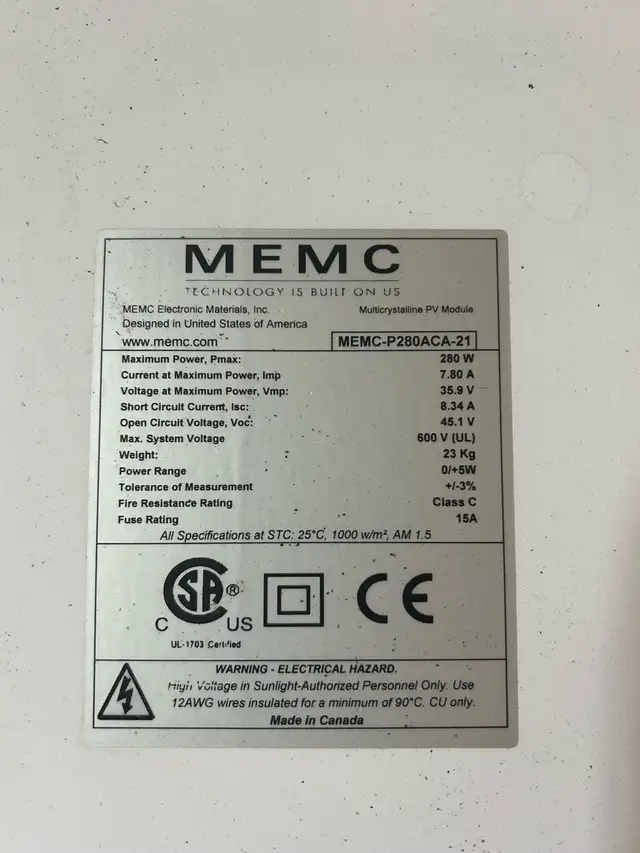 MEMC
TECHNOLOGY IS BUILT ON US
MEMC Electronic Materials, Inc. Multicrystalline PV Module
Designed in United States of America
www.memc.com MEMC-P280ACA-21
Maximum Power, Pmax: 280 W
Current at Maximum Power, Imp 7.80 A
Voltage at Maximum Power, Vmp: 35.9 V
Short Circuit Current, Isc: 8.34 A
Open Circuit Voltage, Voc: 45.1 V
Max. System Voltage 600 V (UL)
Weight: 23 Kg
Power Range 0/+5W
Tolerance of Measurement +/-3%
Fire Resistance Rating Class C
Fuse Rating 15A
All Specifications at STC: 25°C, 1000 w/m², AM 1.5
C SA ® US CE
UL-1703 Certified
WARNING - ELECTRICAL HAZARD.
High Voltage in Sunlight-Authorized Personnel Only. Use
12AWG wires insulated for a minimum of 90°C. CU only.
Made in Canada